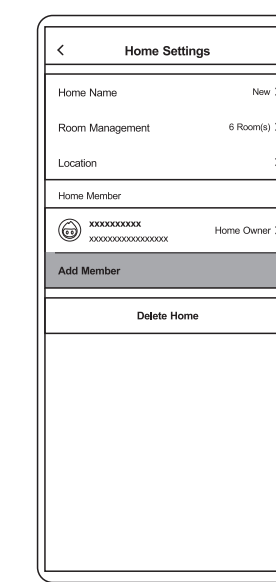 Home Settings
Home Name New
Room Management 6 Room(s)
Location
Home Member
xxxxxxxxxx
xxxxxxxxxxxxxxxxx Home Owner
Add Member
Delete Home